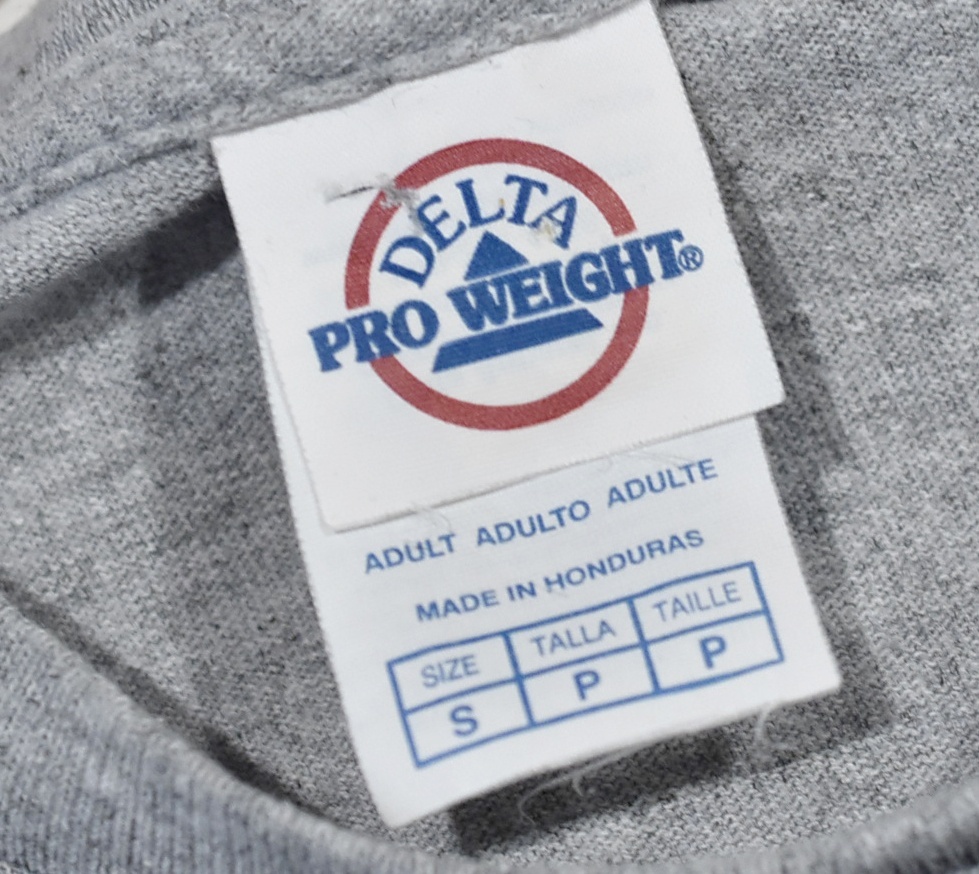 DELTA
PRO WEIGHT®
ADULT ADULTO ADULTE
MADE IN HONDURAS
SIZE TALLA TAILLE
S P P